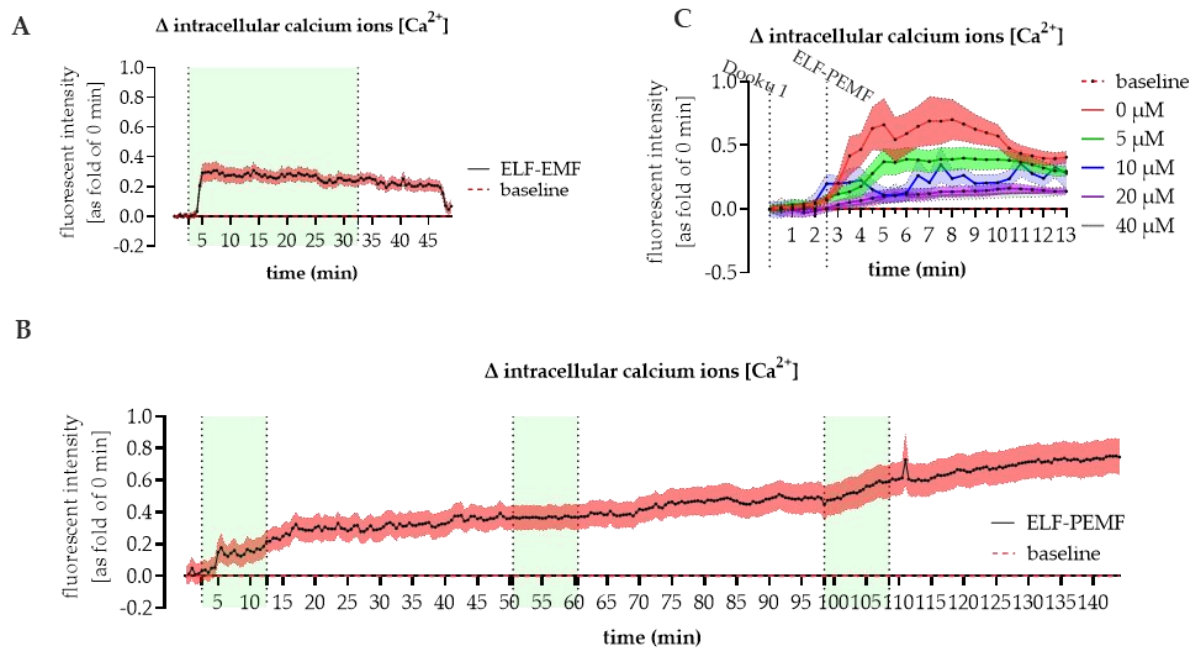 A
Δ intracellular calcium ions [Ca²⁺]
fluorescent intensity
[as fold of 0 min]
1.0
0.8
0.6
0.4
0.2
0.0
-0.2
5 10 15 20 25 30 35 40 45
time (min)
ELF-EMF
baseline
C
Δ intracellular calcium ions [Ca²⁺]
Dooku 1
ELF-PEMF
fluorescent intensity
[as fold of 0 min]
1.0
0.5
0.0
-0.5
1 2 3 4 5 6 7 8 9 10 11 12 13
time (min)
baseline
0 µM
5 µM
10 µM
20 µM
40 µM
B
Δ intracellular calcium ions [Ca²⁺]
fluorescent intensity
[as fold of 0 min]
1.0
0.8
0.6
0.4
0.2
0.0
-0.2
5 10 15 20 25 30 35 40 45 50 55 60 65 70 75 80 85 90 95 100 105 110 115 120 125 130 135 140
time (min)
ELF-PEMF
baseline